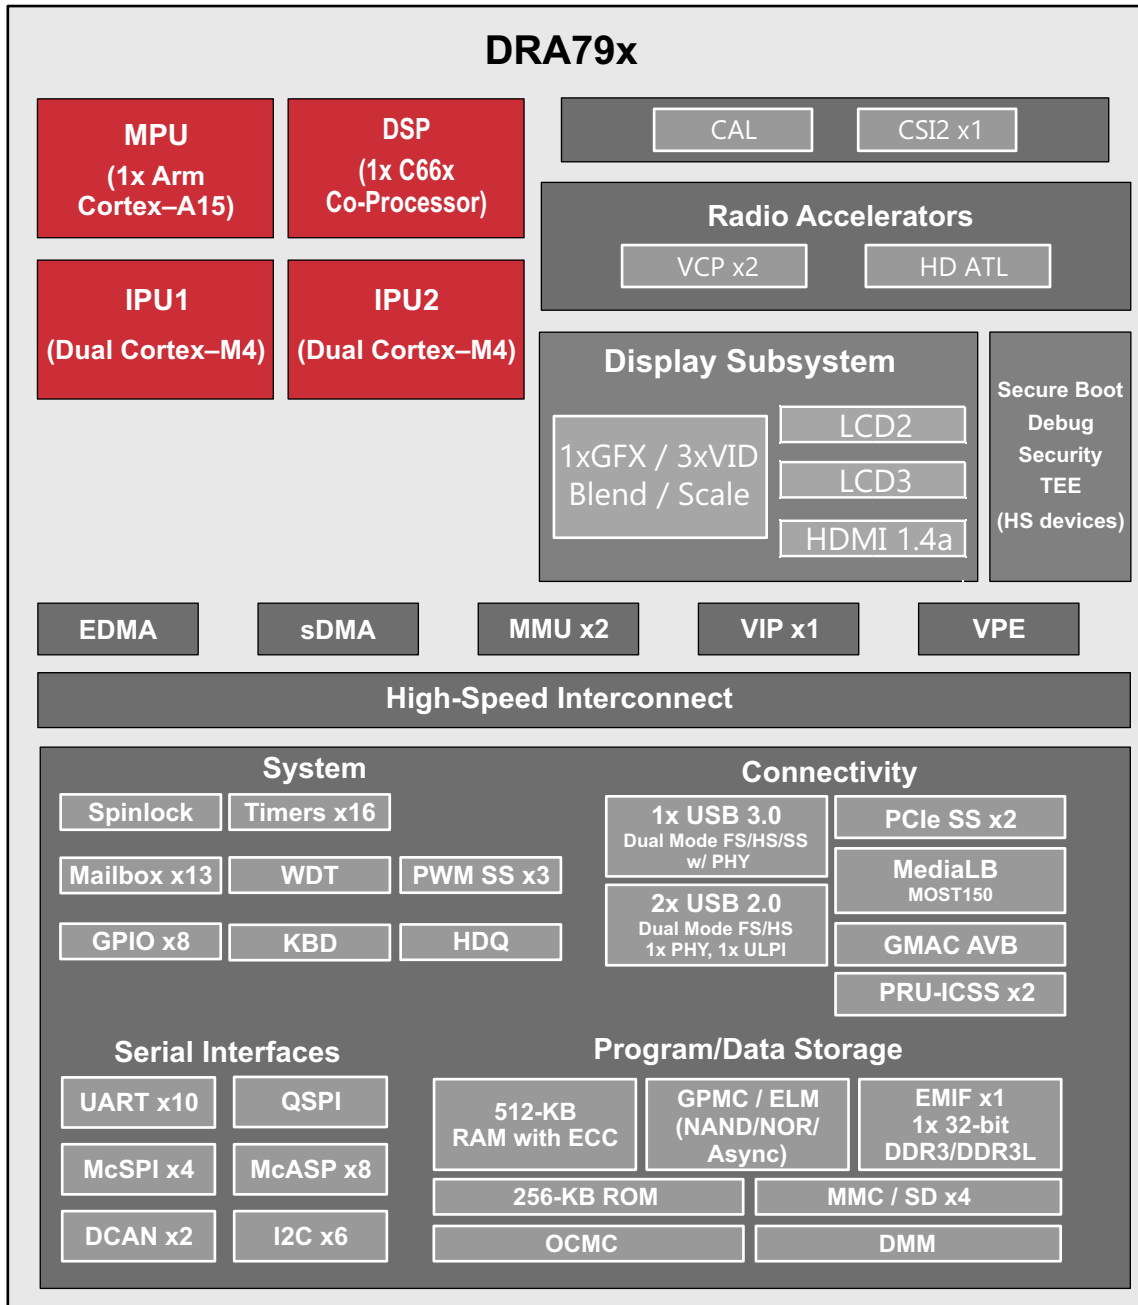 DRA79x
MPU
(1x Arm
Cortex–A15)
DSP
(1x C66x
Co-Processor)
IPU1
(Dual Cortex–M4)
IPU2
(Dual Cortex–M4)
CAL
CSI2 x1
Radio Accelerators
VCP x2
HD ATL
Display Subsystem
1xGFX / 3xVID
Blend / Scale
LCD2
LCD3
HDMI 1.4a
Secure Boot
Debug
Security
TEE
(HS devices)
EDMA
sDMA
MMU x2
VIP x1
VPE
High-Speed Interconnect
System
Spinlock
Timers x16
Mailbox x13
WDT
PWM SS x3
GPIO x8
KBD
HDQ
Connectivity
1x USB 3.0
Dual Mode FS/HS/SS
w/ PHY
2x USB 2.0
Dual Mode FS/HS
1x PHY, 1x ULPI
PCIe SS x2
MediaLB
MOST150
GMAC AVB
PRU-ICSS x2
Serial Interfaces
UART x10
QSPI
McSPI x4
McASP x8
DCAN x2
I2C x6
Program/Data Storage
512-KB
RAM with ECC
GPMC / ELM
(NAND/NOR/
Async)
EMIF x1
1x 32-bit
DDR3/DDR3L
256-KB ROM
MMC / SD x4
OCMC
DMM